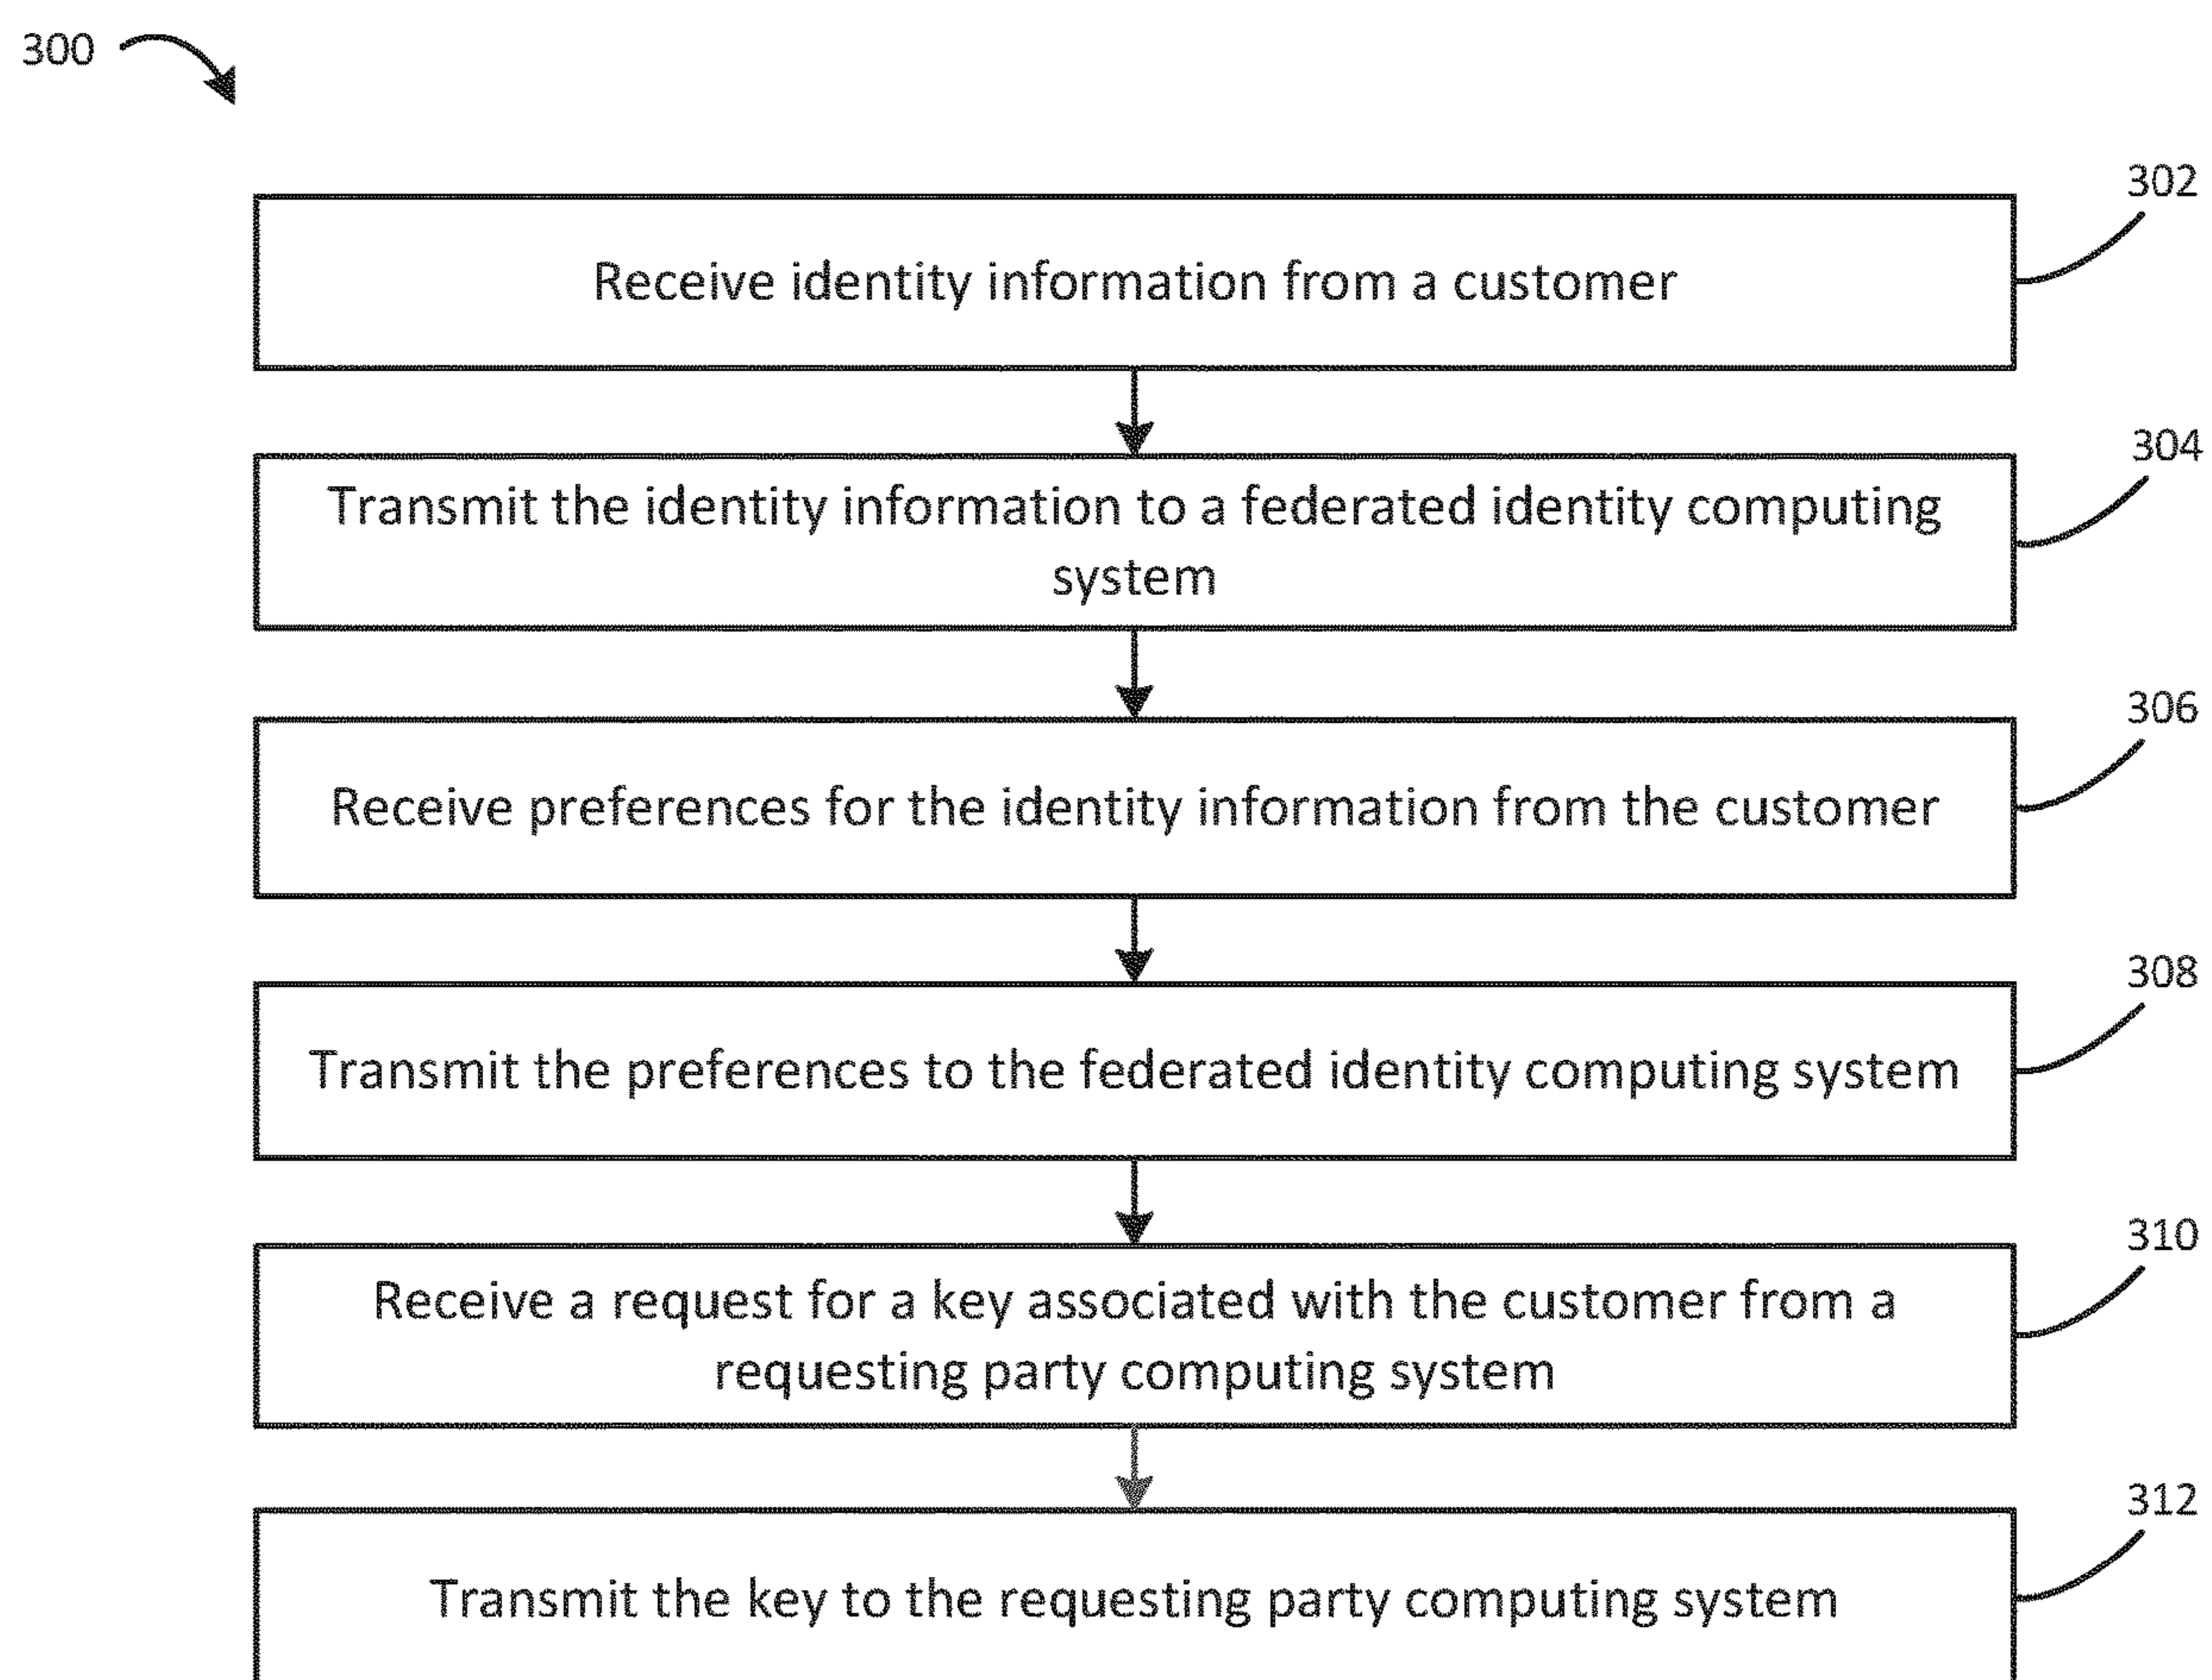 300
302
Receive identity information from a customer
304
Transmit the identity information to a federated identity computing
system
306
Receive preferences for the identity information from the customer
308
Transmit the preferences to the federated identity computing system
310
Receive a request for a key associated with the customer from a
requesting party computing system
312
Transmit the key to the requesting party computing system